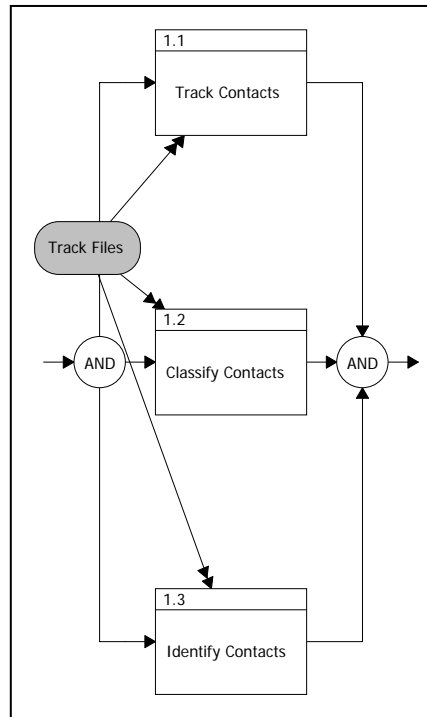 1.1
Track Contacts
Track Files
1.2
AND
Classify Contacts
AND
1.3
Identify Contacts